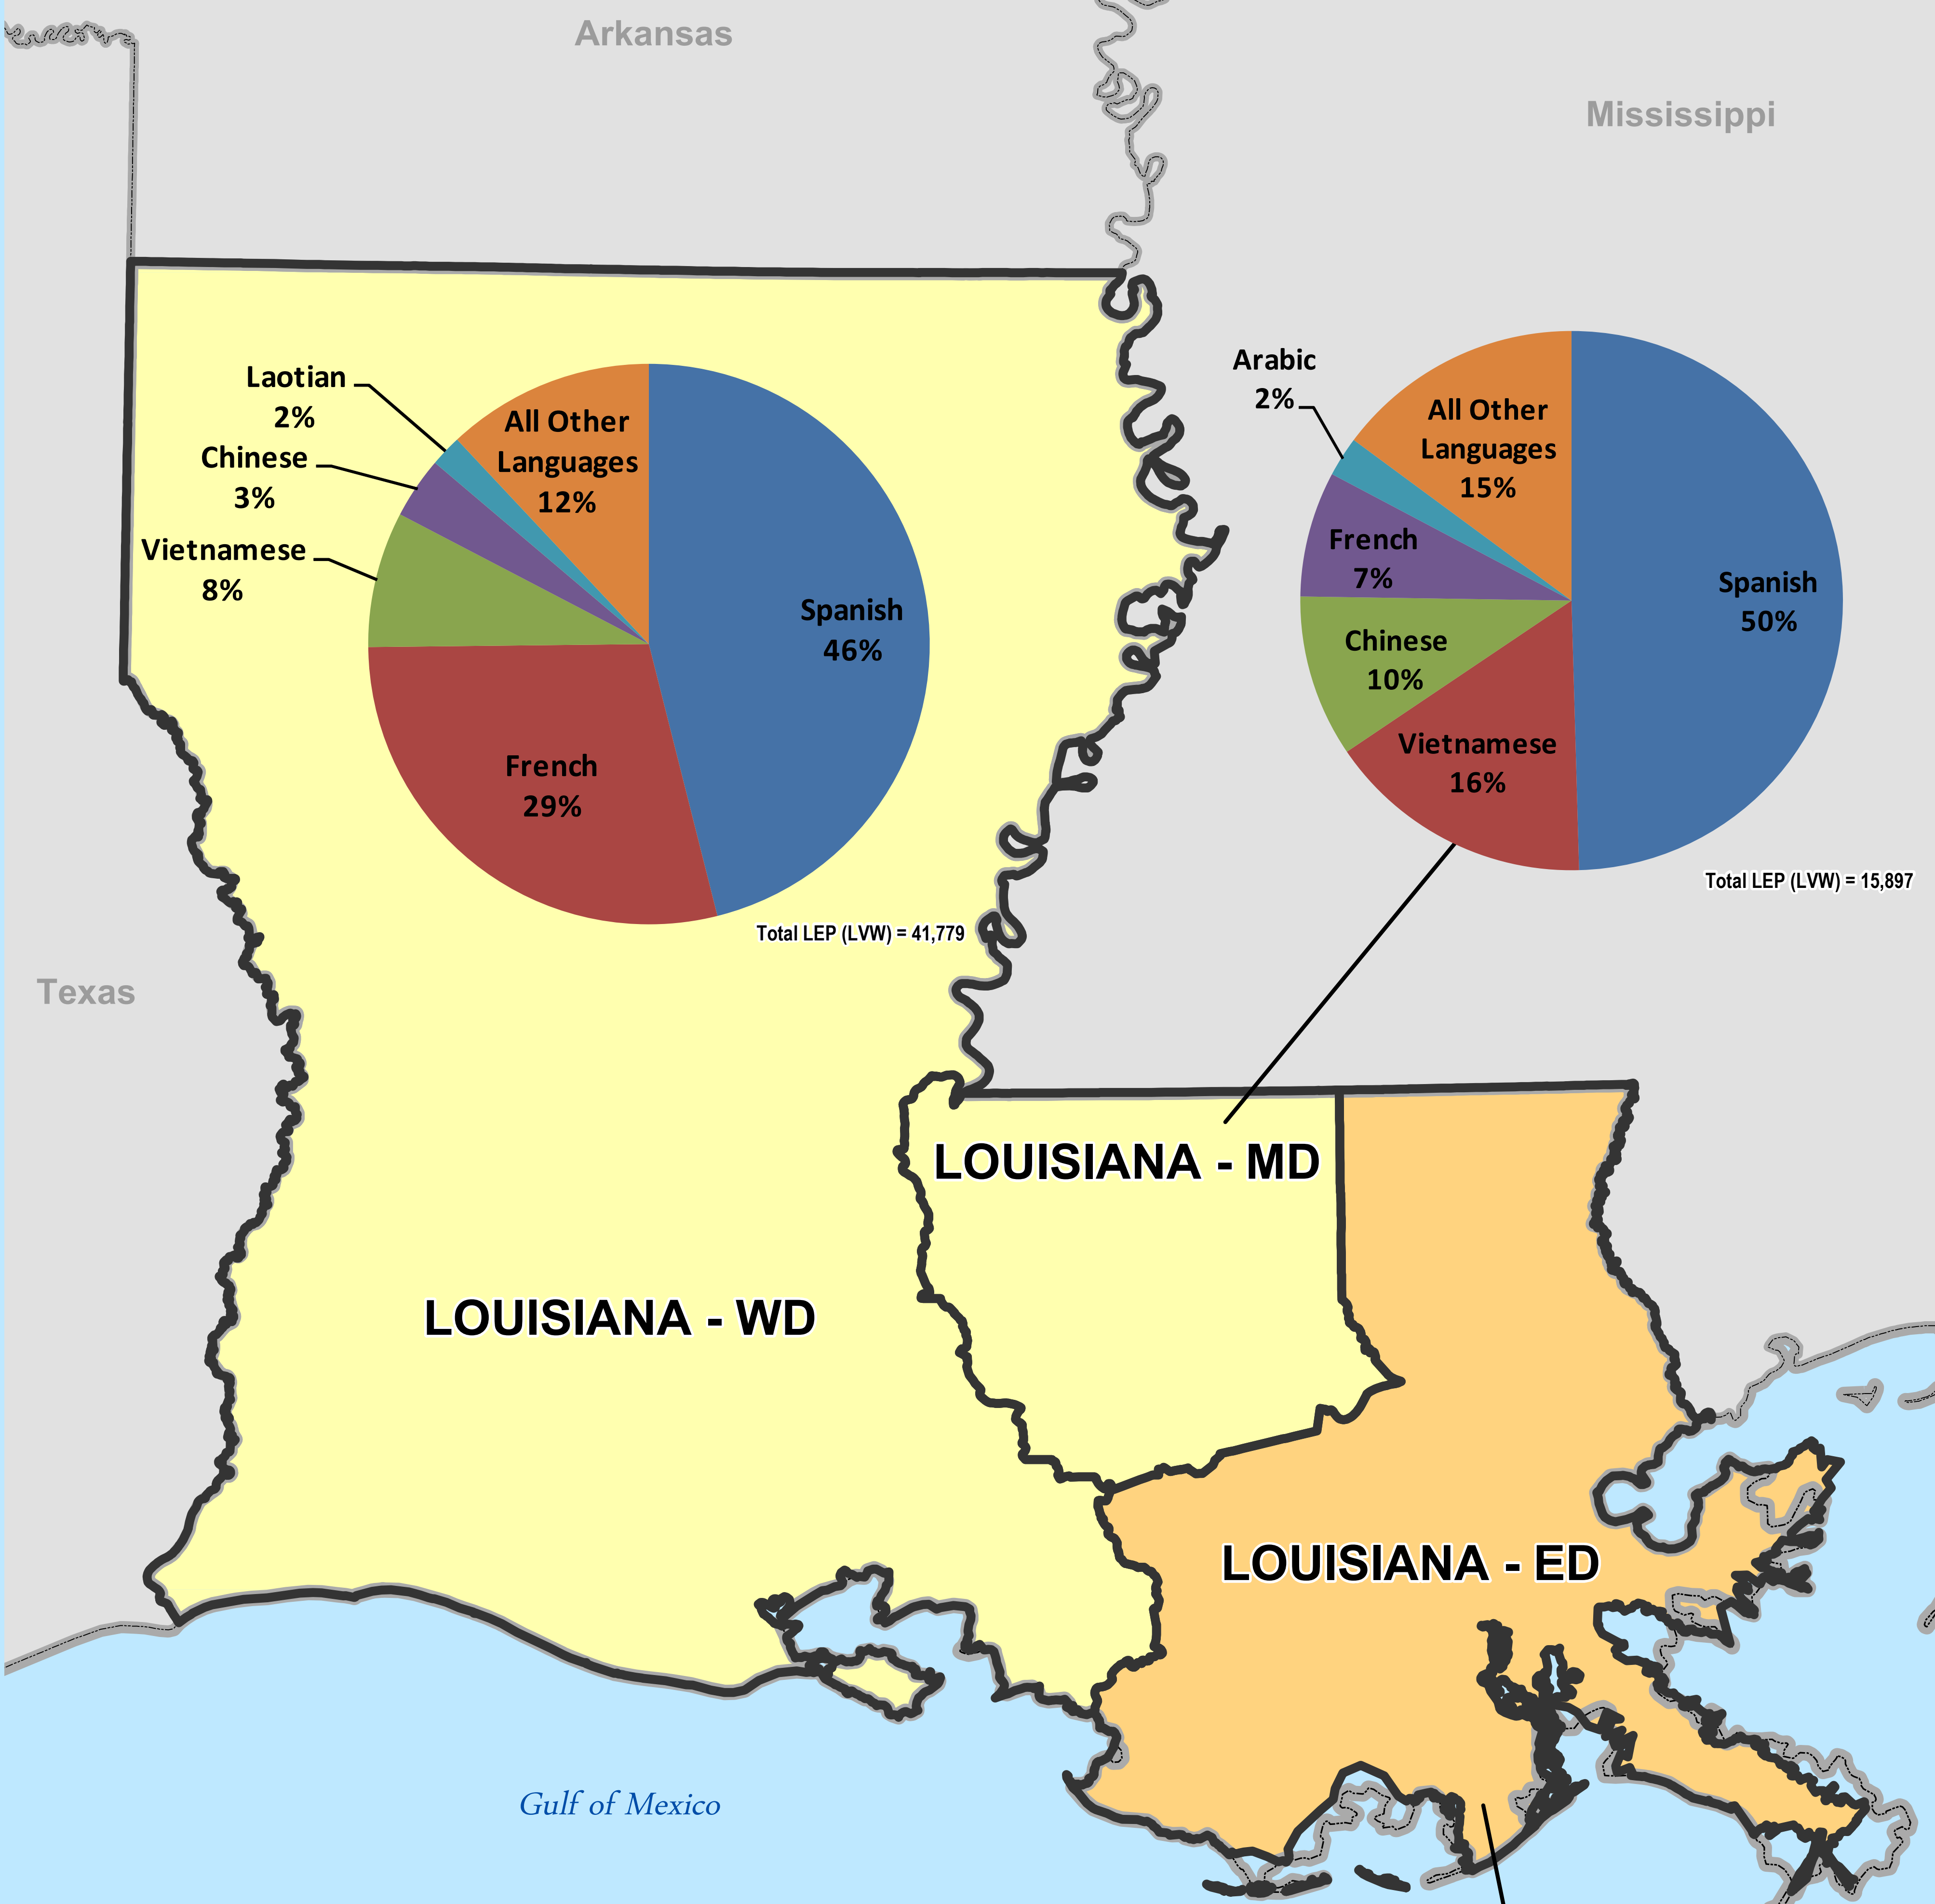 Arkansas
Mississippi
Laotian
2%
Chinese
3%
Vietnamese
8%
All Other
Languages
12%
Spanish
46%
French
29%
Total LEP (LVW) = 41,779
Arabic
2%
All Other
Languages
15%
French
7%
Chinese
10%
Vietnamese
16%
Spanish
50%
Total LEP (LVW) = 15,897
Texas
LOUISIANA - MD
LOUISIANA - WD
LOUISIANA - ED
Gulf of Mexico